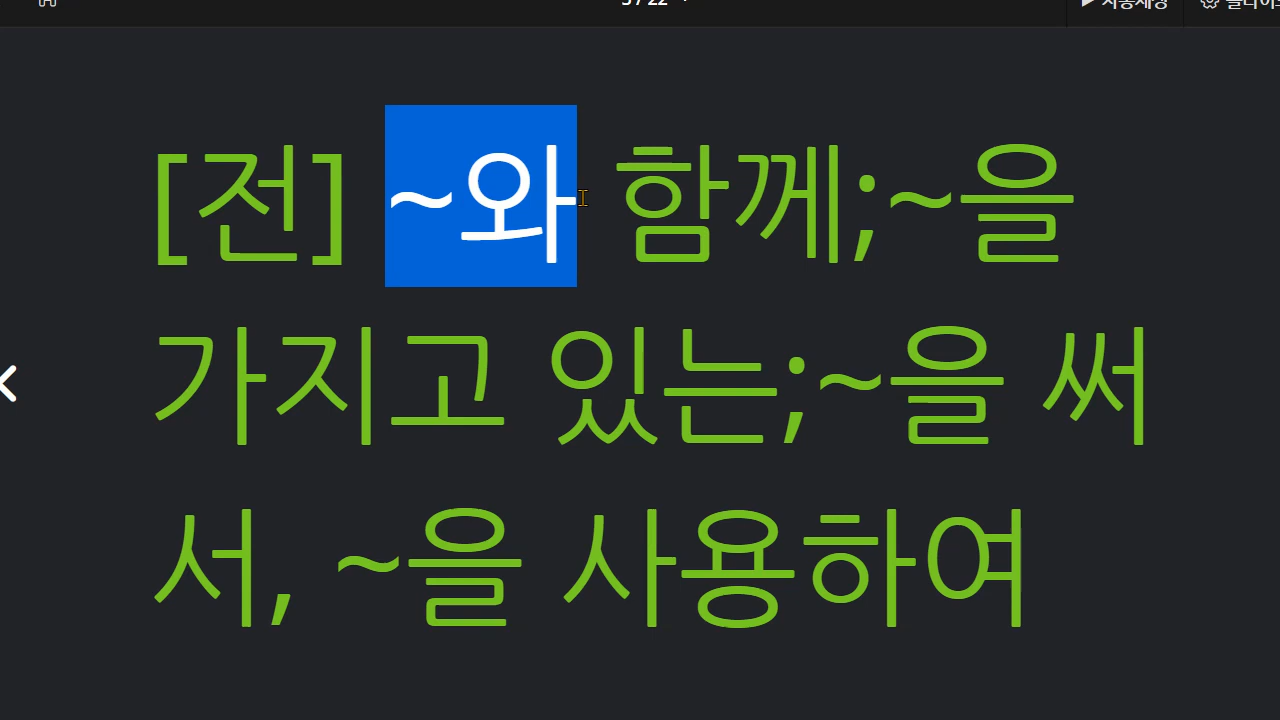 [전] ~와 함께;~을
가지고 있는;~을 써
서, ~을 사용하여